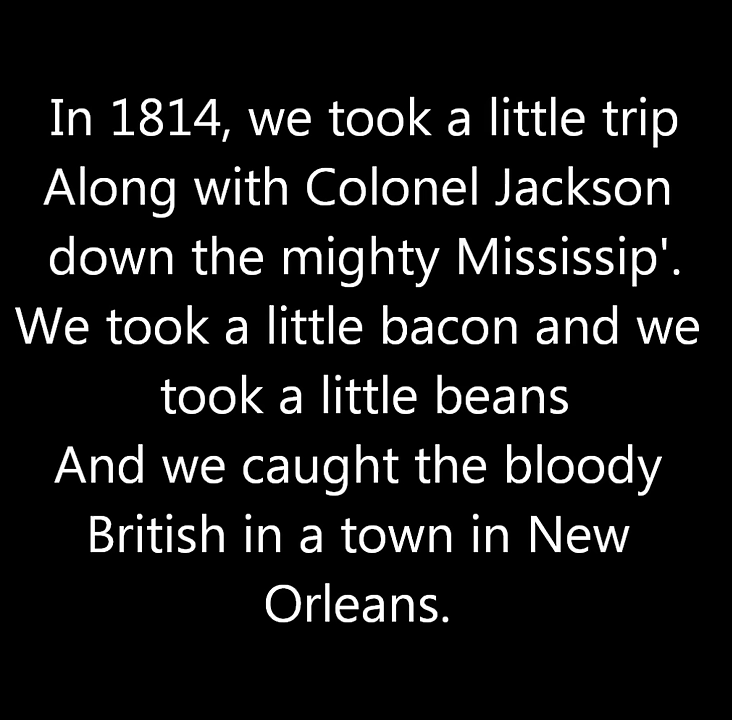 In 1814, we took a little trip
Along with Colonel Jackson
down the mighty Mississip'.
We took a little bacon and we
took a little beans
And we caught the bloody
British in a town in New
Orleans.